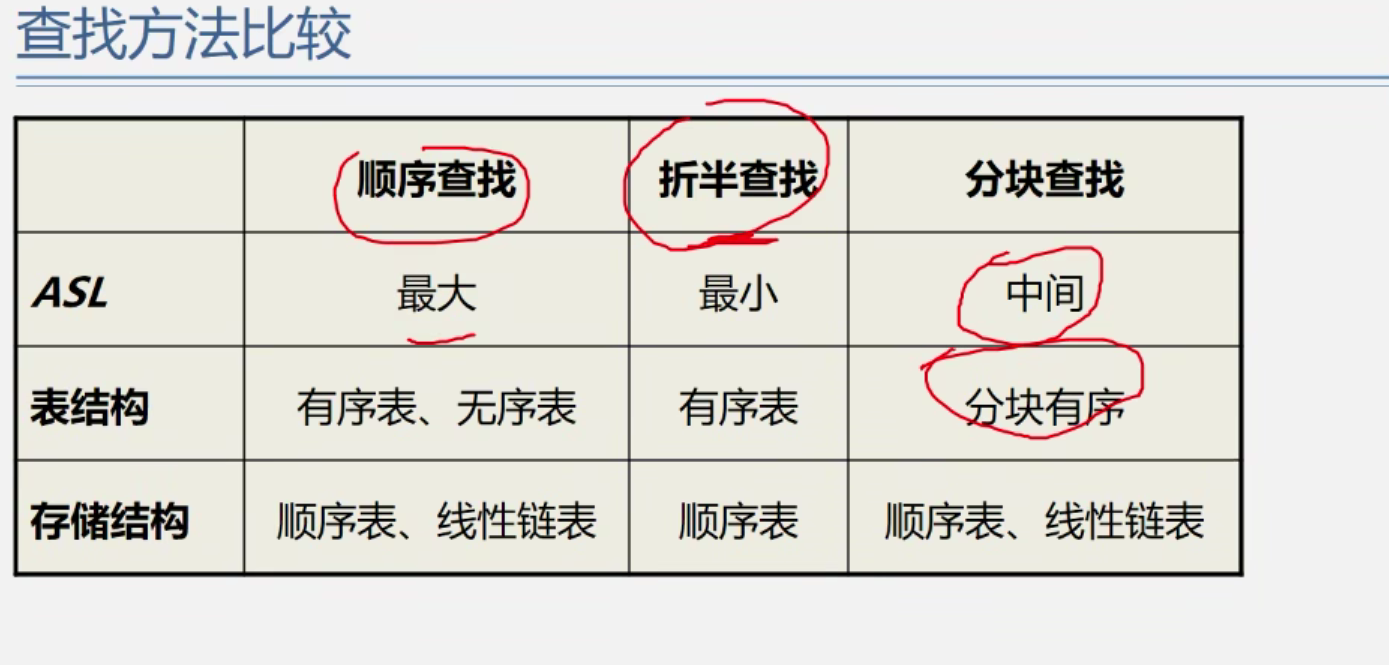 查找方法比较
顺序查找 折半查找 分块查找
ASL 最大 最小 中间
表结构 有序表、无序表 有序表 分块有序
存储结构 顺序表、线性链表 顺序表 顺序表、线性链表